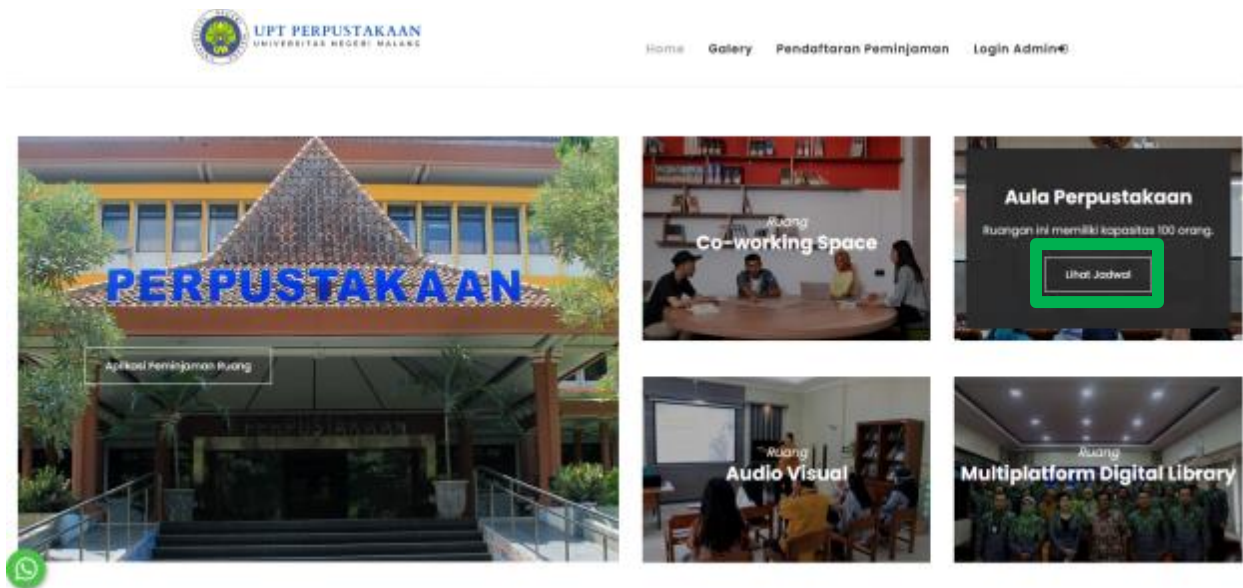 UPT PERPUSTAKAAN
UNIVERSITAS NEGERI MALANG
Home Galery Pendaftaran Peminjaman Login Admin
PERPUSTAKAAN
Aplikasi Peminjaman Ruang
Ruang
Co-working Space
Aula Perpustakaan
Ruangan ini memiliki kapasitas 100 orang.
Lihat Jadwal
Ruang
Audio Visual
Ruang
Multiplatform Digital Library